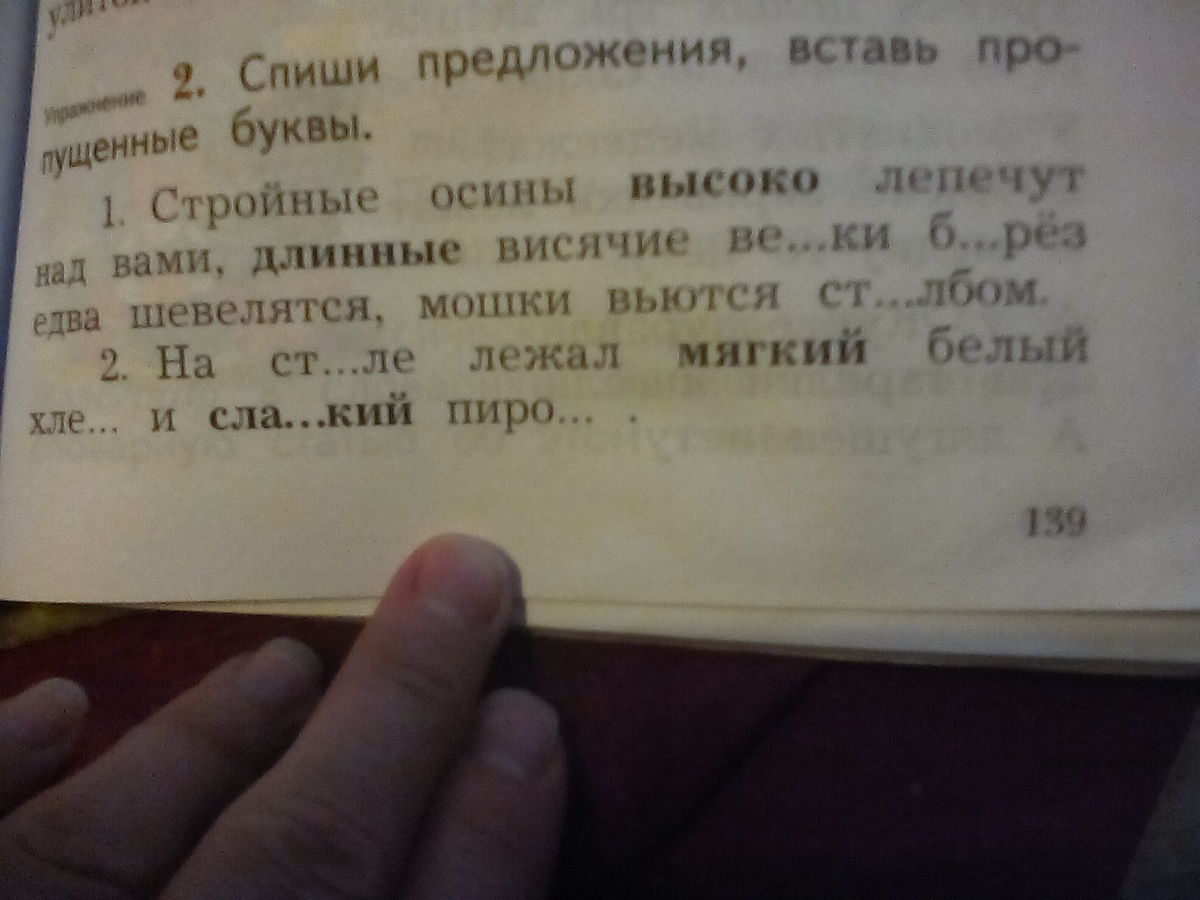 Упражнение 2. Спиши предложения, вставь про-
пущенные буквы.
1. Стройные осины высоко лепечут
над вами, длинные висячие ве...ки б...рёз
едва шевелятся, мошки вьются ст...лбом.
2. На ст...ле лежал мягкий белый
хле... и сла...кий пиро... .
139